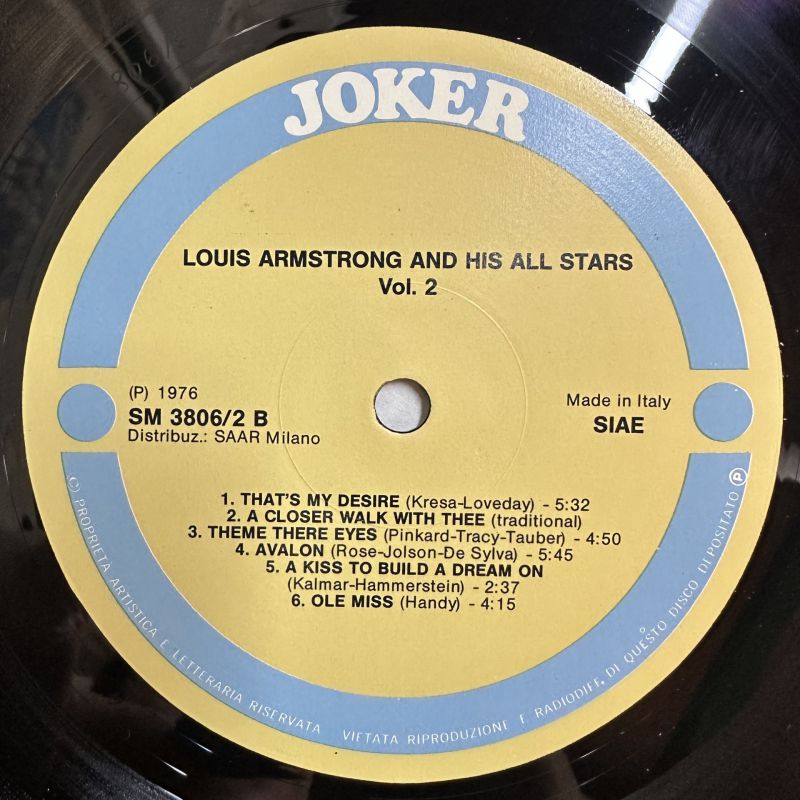 JOKER
LOUIS ARMSTRONG AND HIS ALL STARS
Vol. 2
(P) 1976
SM 3806/2 B
Distribuz.: SAAR Milano
Made in Italy
SIAE
1. THAT'S MY DESIRE (Kresa-Loveday) - 5:32
2. A CLOSER WALK WITH THEE (traditional)
3. THEME THERE EYES (Pinkard-Tracy-Tauber) - 4:50
4. AVALON (Rose-Jolson-De Sylva) - 5:45
5. A KISS TO BUILD A DREAM ON
(Kalmar-Hammerstein) - 2:37
6. OLE MISS (Handy) - 4:15
(C) PROPRIETA ARTISTICA E LETTERARIA RISERVATA VIETATA RIPRODUZIONE E RADIODIFF. DI QUESTO DISCO DEPOSITATO Ⓟ